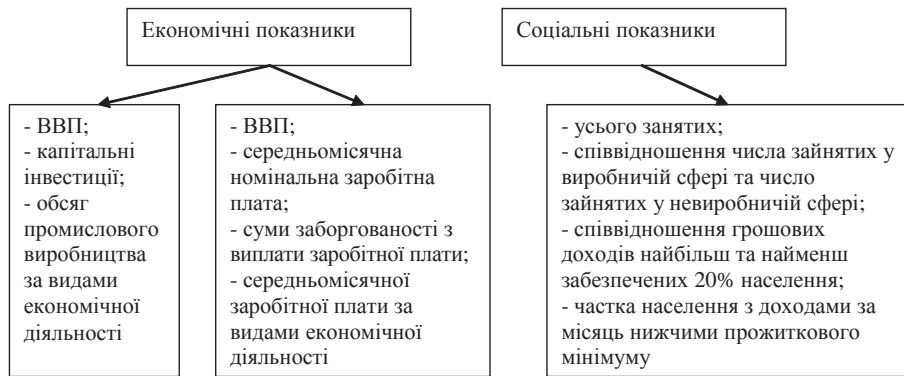 Економічні показники
Соціальні показники
- ВВП;
- капітальні
інвестиції;
- обсяг
промислового
виробництва
за видами
економічної
діяльності
- ВВП;
- середньомісячна
номінальна заробітна
плата;
- суми заборгованості з
виплати заробітної плати;
- середньомісячної
заробітної плати за
видами економічної
діяльності
- усього занятих;
- співвідношення числа зайнятих у
виробничій сфері та число
зайнятих у невиробничій сфері;
- співвідношення грошових
доходів найбільш та найменш
забезпечених 20% населення;
- частка населення з доходами за
місяць нижчими прожиткового
мінімуму